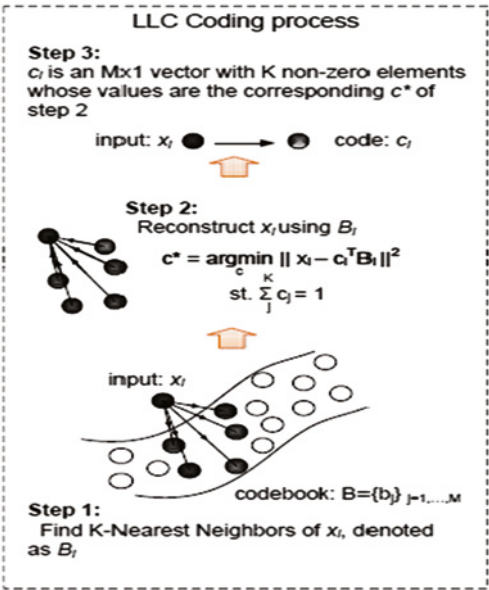 LLC Coding process
Step 3:
cᵢ is an Mx1 vector with K non-zero elements
whose values are the corresponding c* of
step 2
input: xᵢ code: cᵢ
Step 2:
Reconstruct xᵢ using Bᵢ
c* = argmin || xᵢ – cᵢᵀBᵢ ||²
c
K
st. Σ cⱼ = 1
j
input: xᵢ
codebook: B={bⱼ} j=1,...,M
Step 1:
Find K-Nearest Neighbors of xᵢ, denoted
as Bᵢ